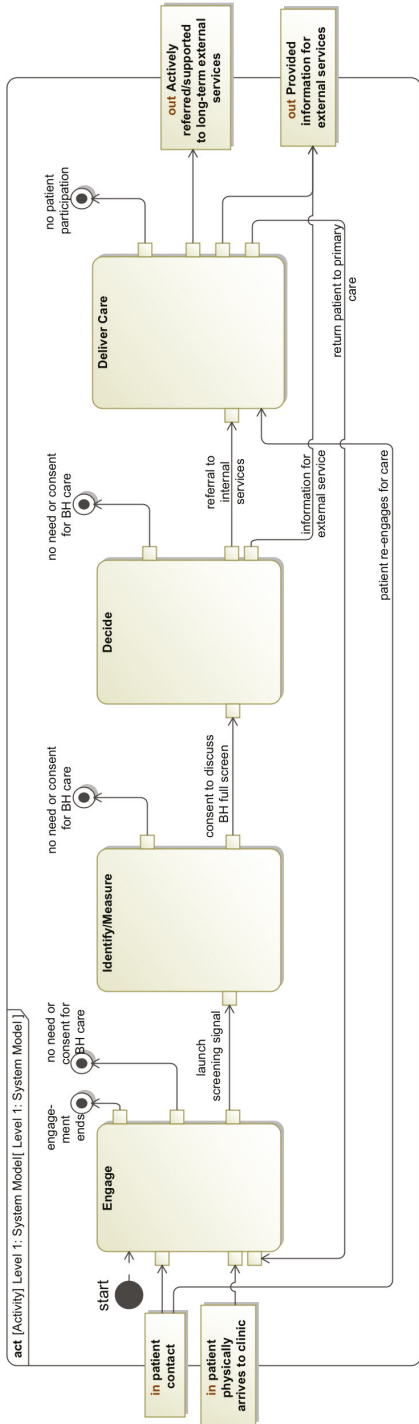 act [Activity] Level 1: System Model[ Level 1: System Model ]
start
in patient
contact
in patient
physically
arrives to clinic
Engage
engage-
ment
ends
no need or
consent for
BH care
launch
screening signal
Identify/Measure
no need or consent
for BH care
consent to discuss
BH full screen
Decide
no need or consent
for BH care
referral to
internal
services
information for
external service
Deliver Care
no patient
participation
return patient to primary
care
patient re-engages for care
out Actively
referred/supported
to long-term external
services
out Provided
information for
external services